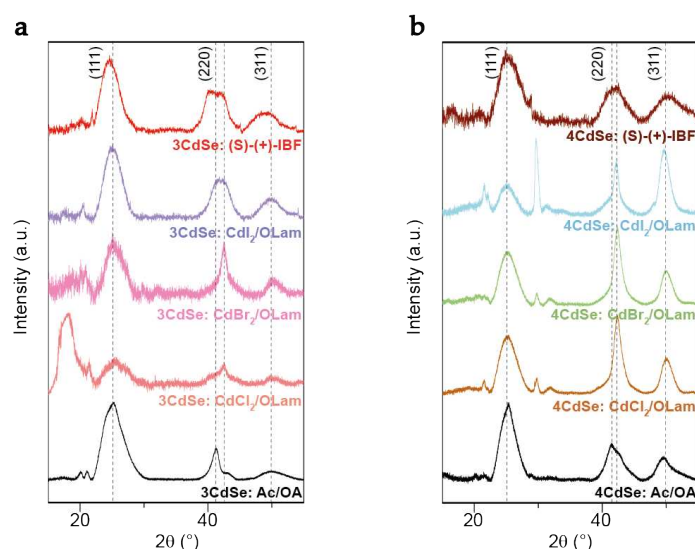 a
(111)
(220)
(311)
3CdSe: (S)-(+)-IBF
3CdSe: CdI₂/OLam
3CdSe: CdBr₂/OLam
3CdSe: CdCl₂/OLam
3CdSe: Ac/OA
Intensity (a.u.)
20
40
2θ (°)
b
(111)
(220)
(311)
4CdSe: (S)-(+)-IBF
4CdSe: CdI₂/OLam
4CdSe: CdBr₂/OLam
4CdSe: CdCl₂/OLam
4CdSe: Ac/OA
Intensity (a.u.)
20
40
2θ (°)